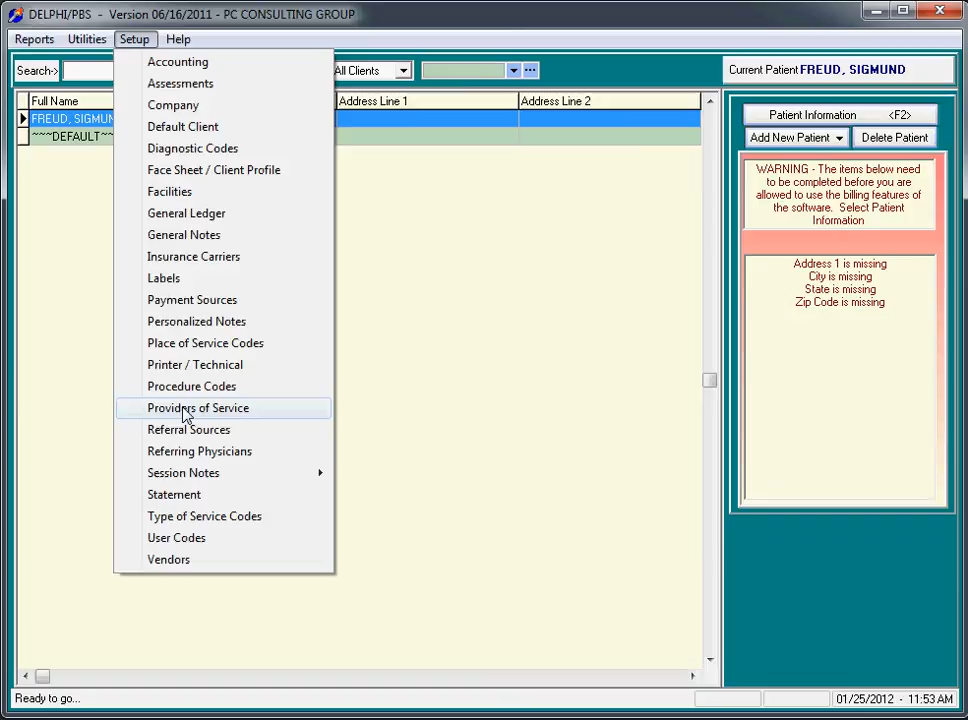 DELPHI/PBS - Version 06/16/2011 - PC CONSULTING GROUP
Reports Utilities Setup Help
Search-> All Clients
Current Patient FREUD, SIGMUND
Full Name Address Line 1 Address Line 2
FREUD, SIGMUN
~~~DEFAULT~~
Accounting
Assessments
Company
Default Client
Diagnostic Codes
Face Sheet / Client Profile
Facilities
General Ledger
General Notes
Insurance Carriers
Labels
Payment Sources
Personalized Notes
Place of Service Codes
Printer / Technical
Procedure Codes
Providers of Service
Referral Sources
Referring Physicians
Session Notes
Statement
Type of Service Codes
User Codes
Vendors
Patient Information <F2>
Add New Patient Delete Patient
WARNING - The items below need
to be completed before you are
allowed to use the billing features of
the software. Select Patient
Information
Address 1 is missing
City is missing
State is missing
Zip Code is missing
Ready to go... 01/25/2012 - 11:53 AM